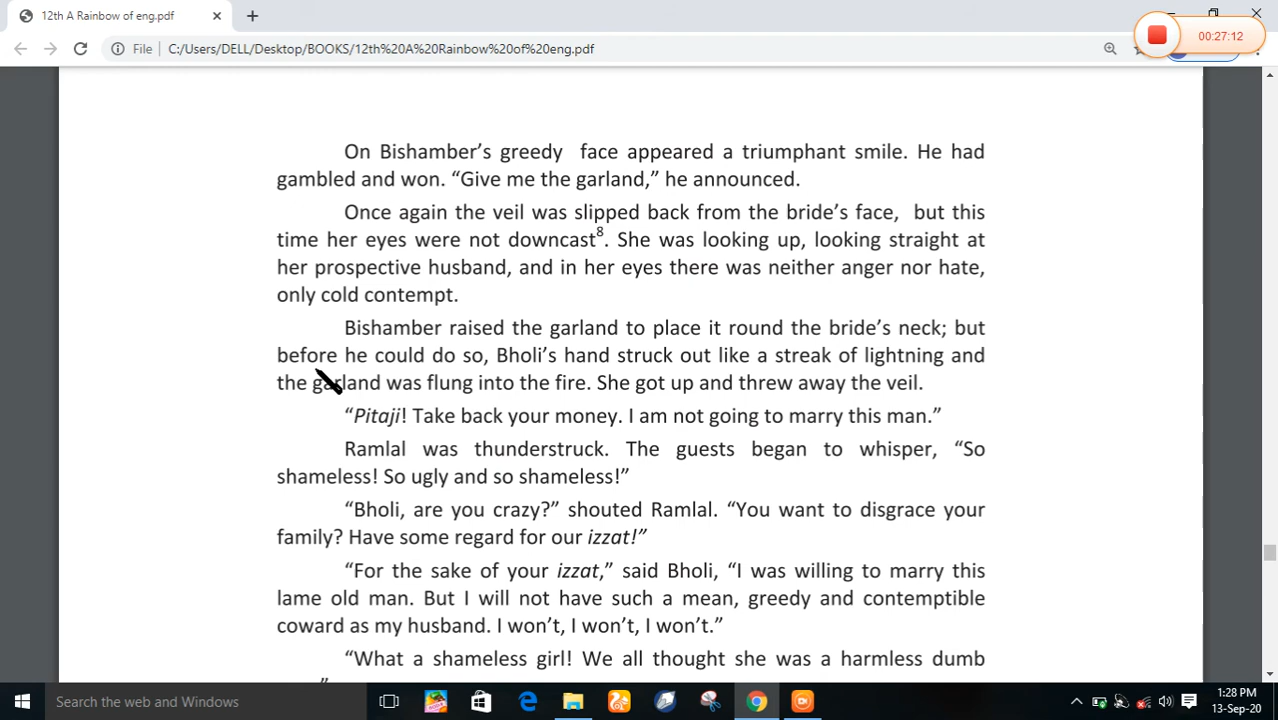 12th A Rainbow of eng.pdf
00:27:12
File C:/Users/DELL/Desktop/BOOKS/12th%20A%20Rainbow%20of%20eng.pdf
On Bishamber’s greedy face appeared a triumphant smile. He had
gambled and won. “Give me the garland,” he announced.
Once again the veil was slipped back from the bride’s face, but this
time her eyes were not downcast8. She was looking up, looking straight at
her prospective husband, and in her eyes there was neither anger nor hate,
only cold contempt.
Bishamber raised the garland to place it round the bride’s neck; but
before he could do so, Bholi’s hand struck out like a streak of lightning and
the garland was flung into the fire. She got up and threw away the veil.
“Pitaji! Take back your money. I am not going to marry this man.”
Ramlal was thunderstruck. The guests began to whisper, “So
shameless! So ugly and so shameless!”
“Bholi, are you crazy?” shouted Ramlal. “You want to disgrace your
family? Have some regard for our izzat!”
“For the sake of your izzat,” said Bholi, “I was willing to marry this
lame old man. But I will not have such a mean, greedy and contemptible
coward as my husband. I won’t, I won’t, I won’t.”
“What a shameless girl! We all thought she was a harmless dumb
Search the web and Windows
1:28 PM
13-Sep-20